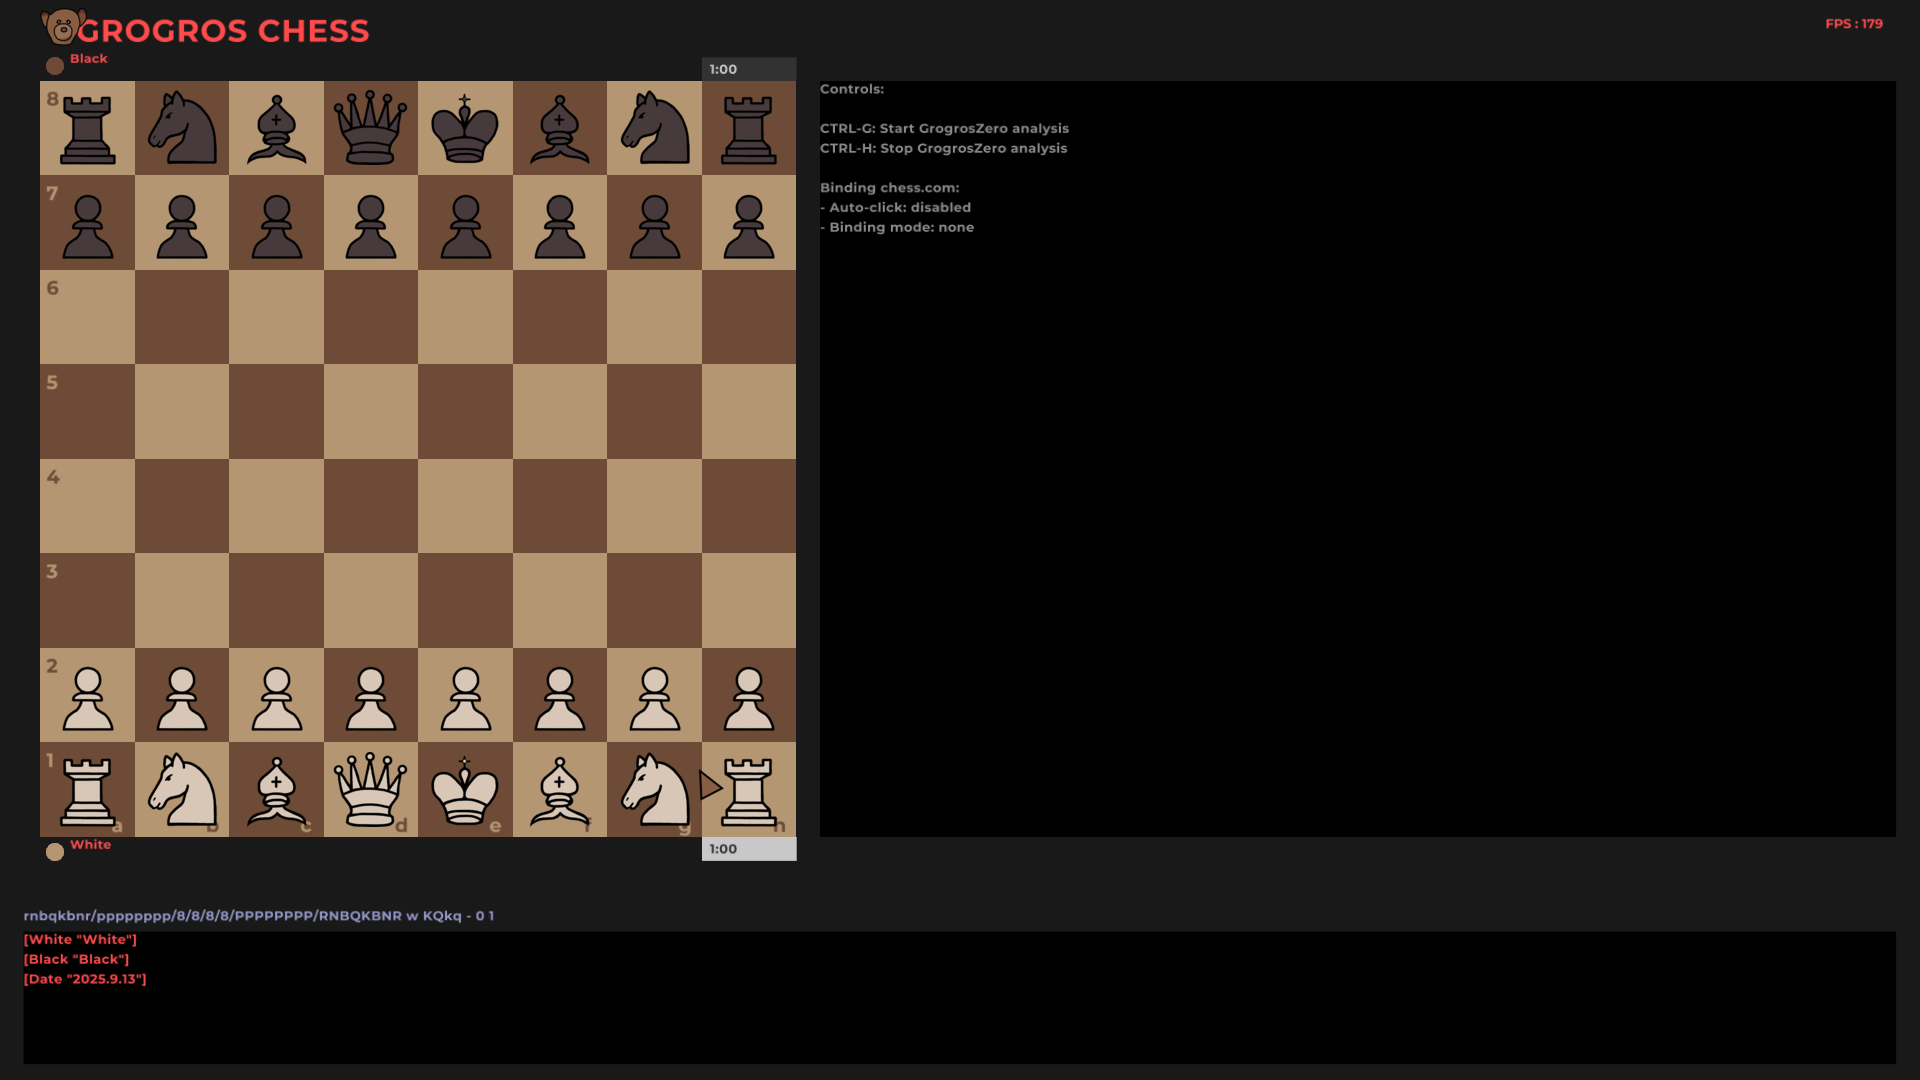 GROGROS CHESS
FPS : 179
Black
1:00
Controls:
CTRL-G: Start GrogrosZero analysis
CTRL-H: Stop GrogrosZero analysis
Binding chess.com:
- Auto-click: disabled
- Binding mode: none
8
7
6
5
4
3
2
1
a b c d e f g h
White
1:00
rnbqkbnr/pppppppp/8/8/8/8/PPPPPPPP/RNBQKBNR w KQkq - 0 1
[White "White"]
[Black "Black"]
[Date "2025.9.13"]